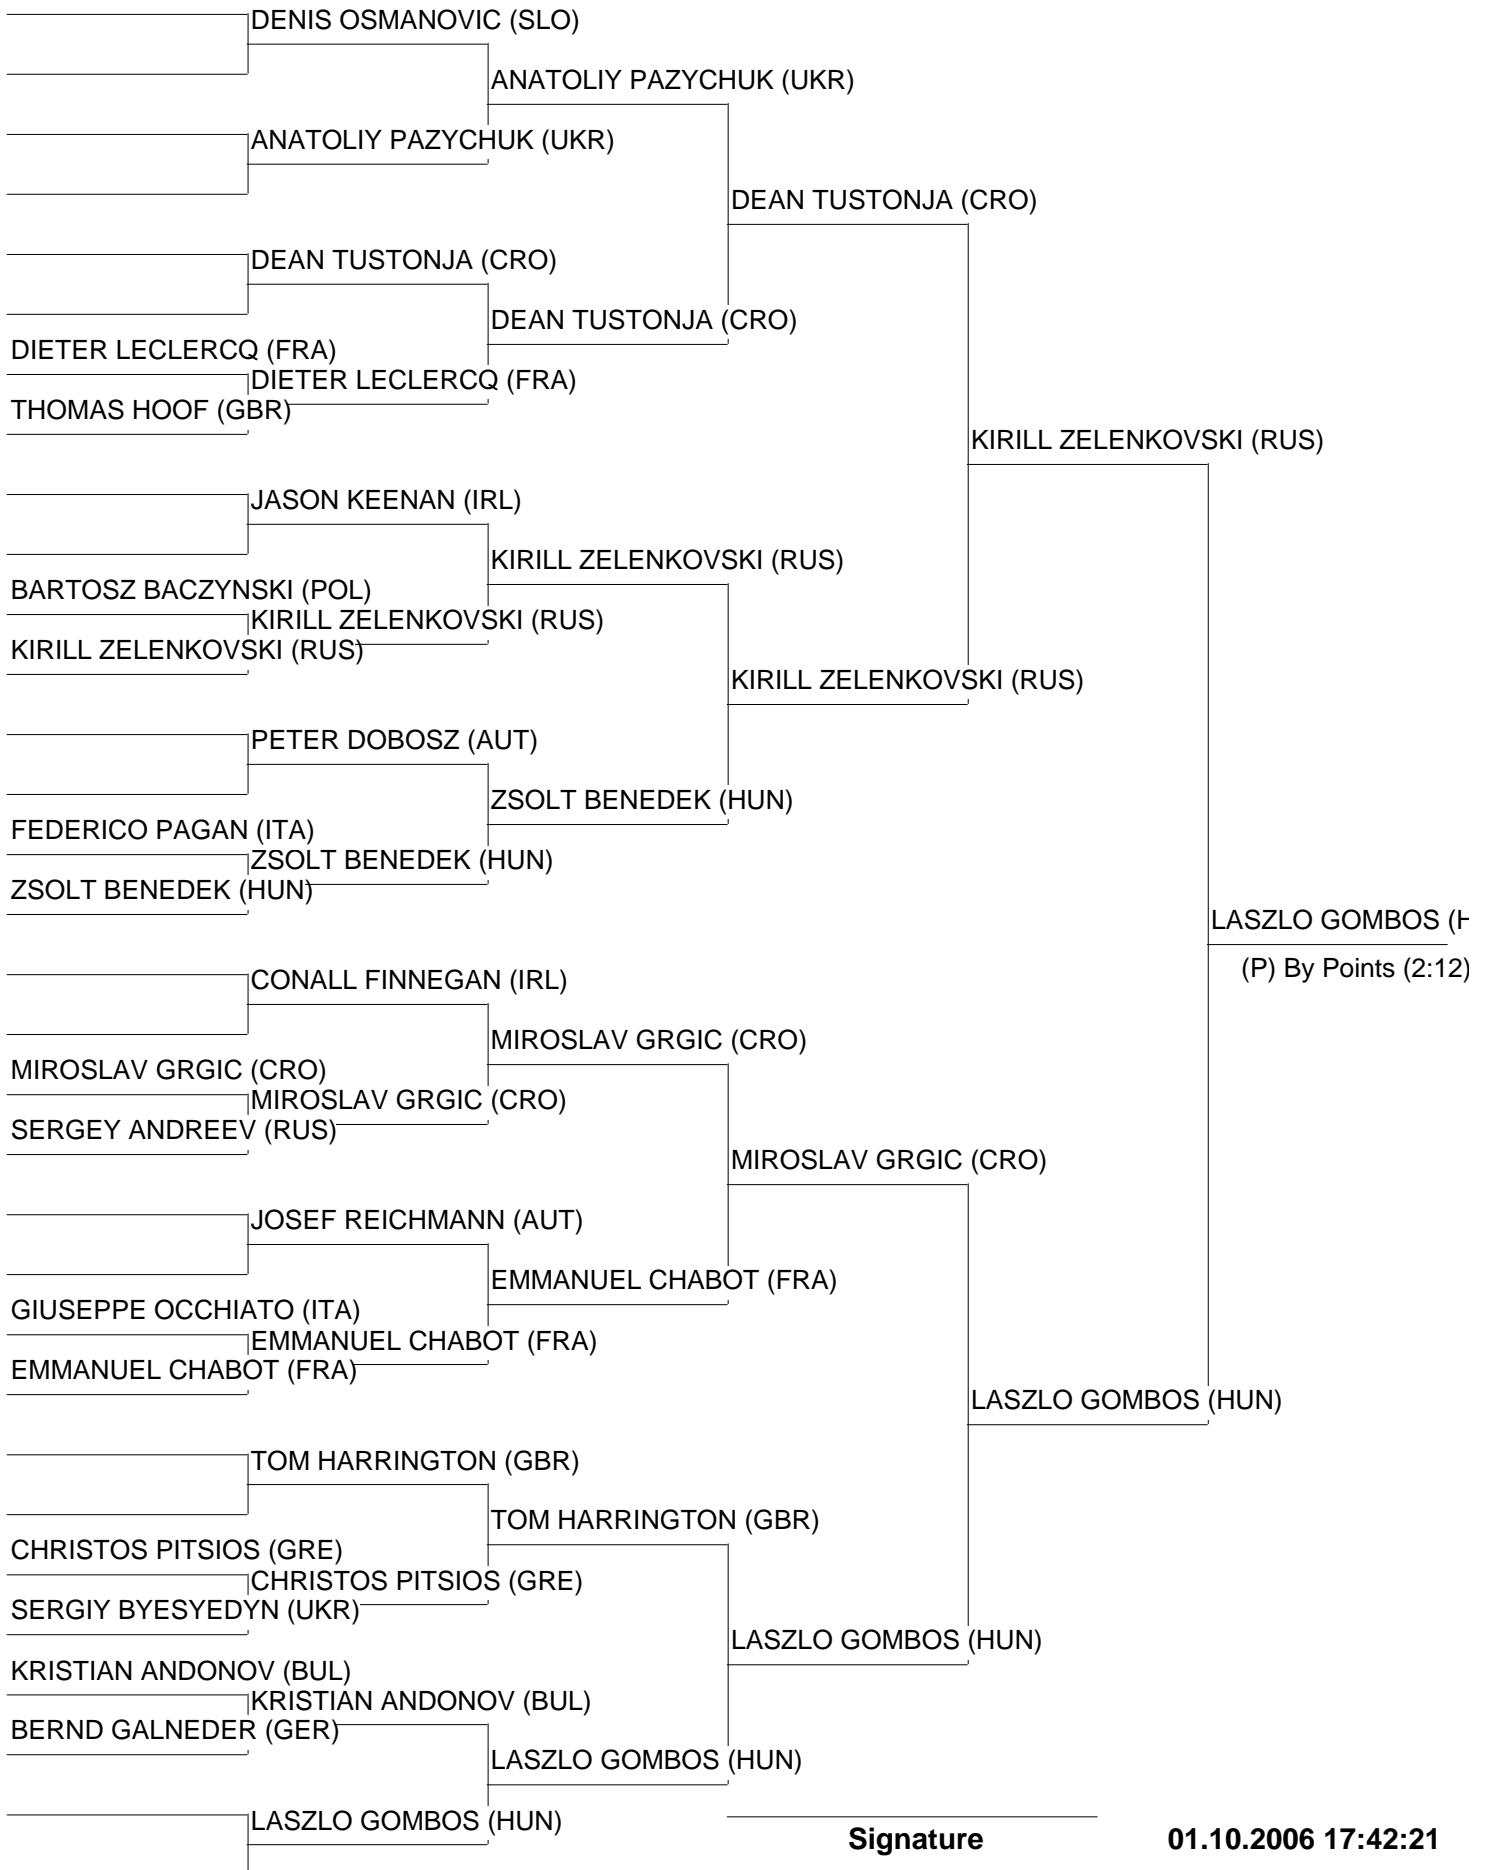 DENIS OSMANOVIC (SLO)
ANATOLIY PAZYCHUK (UKR)
ANATOLIY PAZYCHUK (UKR)
DEAN TUSTONJA (CRO)
DEAN TUSTONJA (CRO)
DEAN TUSTONJA (CRO)
DIETER LECLERCQ (FRA)
DIETER LECLERCQ (FRA)
THOMAS HOOF (GBR)
KIRILL ZELENKOVSKI (RUS)
JASON KEENAN (IRL)
KIRILL ZELENKOVSKI (RUS)
BARTOSZ BACZYNSKI (POL)
KIRILL ZELENKOVSKI (RUS)
KIRILL ZELENKOVSKI (RUS)
KIRILL ZELENKOVSKI (RUS)
PETER DOBOSZ (AUT)
ZSOLT BENEDEK (HUN)
FEDERICO PAGAN (ITA)
ZSOLT BENEDEK (HUN)
ZSOLT BENEDEK (HUN)
LASZLO GOMBOS (H
(P) By Points (2:12)
CONALL FINNEGAN (IRL)
MIROSLAV GRGIC (CRO)
MIROSLAV GRGIC (CRO)
MIROSLAV GRGIC (CRO)
SERGEY ANDREEV (RUS)
MIROSLAV GRGIC (CRO)
JOSEF REICHMANN (AUT)
EMMANUEL CHABOT (FRA)
GIUSEPPE OCCHIATO (ITA)
EMMANUEL CHABOT (FRA)
EMMANUEL CHABOT (FRA)
LASZLO GOMBOS (HUN)
TOM HARRINGTON (GBR)
TOM HARRINGTON (GBR)
CHRISTOS PITSIOS (GRE)
CHRISTOS PITSIOS (GRE)
SERGIY BYESYEDYN (UKR)
LASZLO GOMBOS (HUN)
KRISTIAN ANDONOV (BUL)
KRISTIAN ANDONOV (BUL)
BERND GALNEDER (GER)
LASZLO GOMBOS (HUN)
LASZLO GOMBOS (HUN)
Signature
01.10.2006 17:42:21